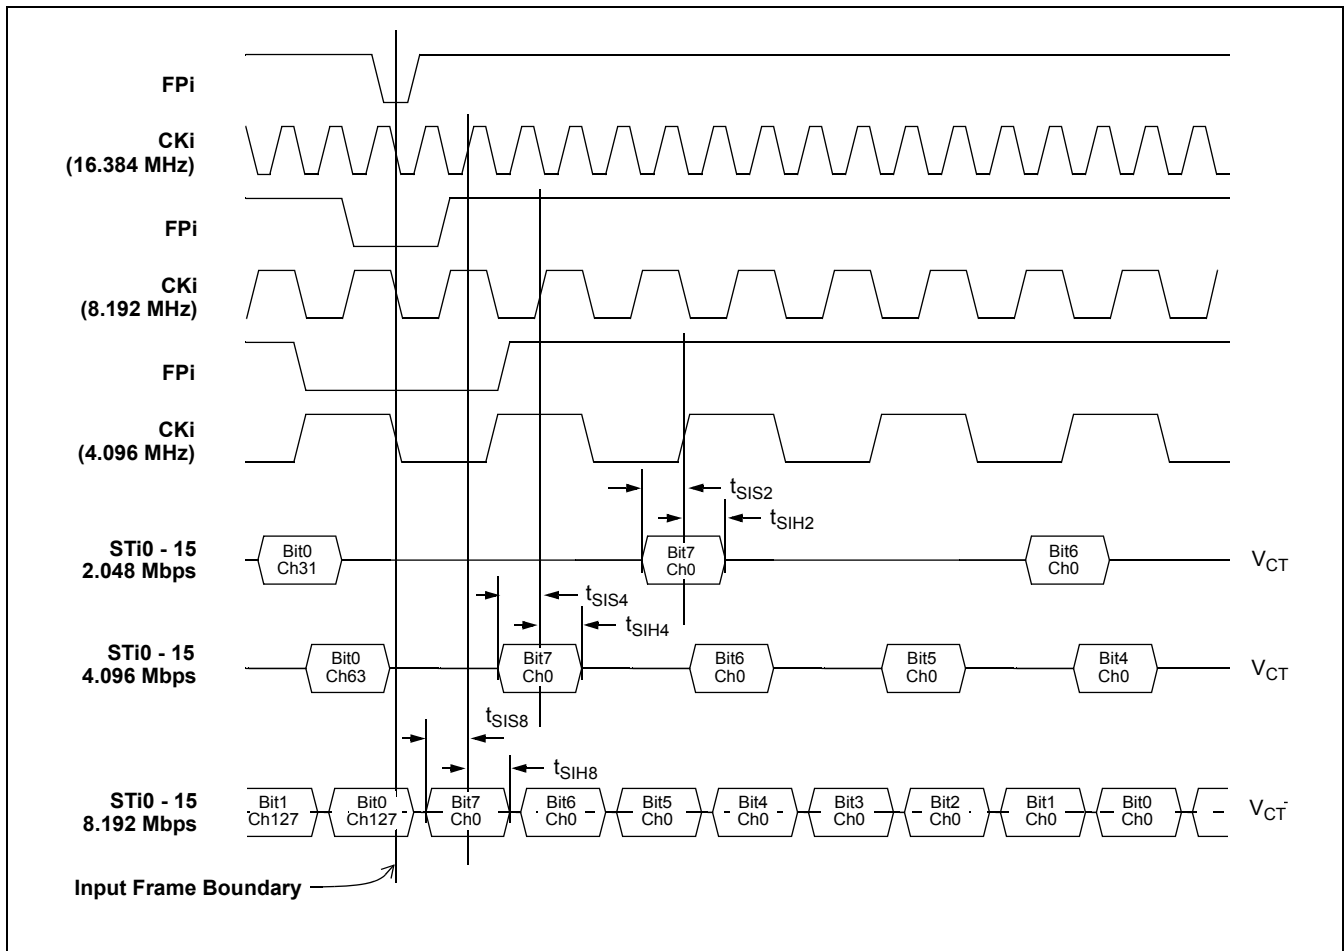 FPi
CKi
(16.384 MHz)
FPi
CKi
(8.192 MHz)
FPi
CKi
(4.096 MHz)
tSIS2
tSIH2
STi0 - 15
2.048 Mbps
Bit0
Ch31
Bit7
Ch0
Bit6
Ch0
VCT
tSIS4
tSIH4
STi0 - 15
4.096 Mbps
Bit0
Ch63
Bit7
Ch0
Bit6
Ch0
Bit5
Ch0
Bit4
Ch0
VCT
tSIS8
tSIH8
STi0 - 15
8.192 Mbps
Bit1
Ch127
Bit0
Ch127
Bit7
Ch0
Bit6
Ch0
Bit5
Ch0
Bit4
Ch0
Bit3
Ch0
Bit2
Ch0
Bit1
Ch0
Bit0
Ch0
VCT
Input Frame Boundary